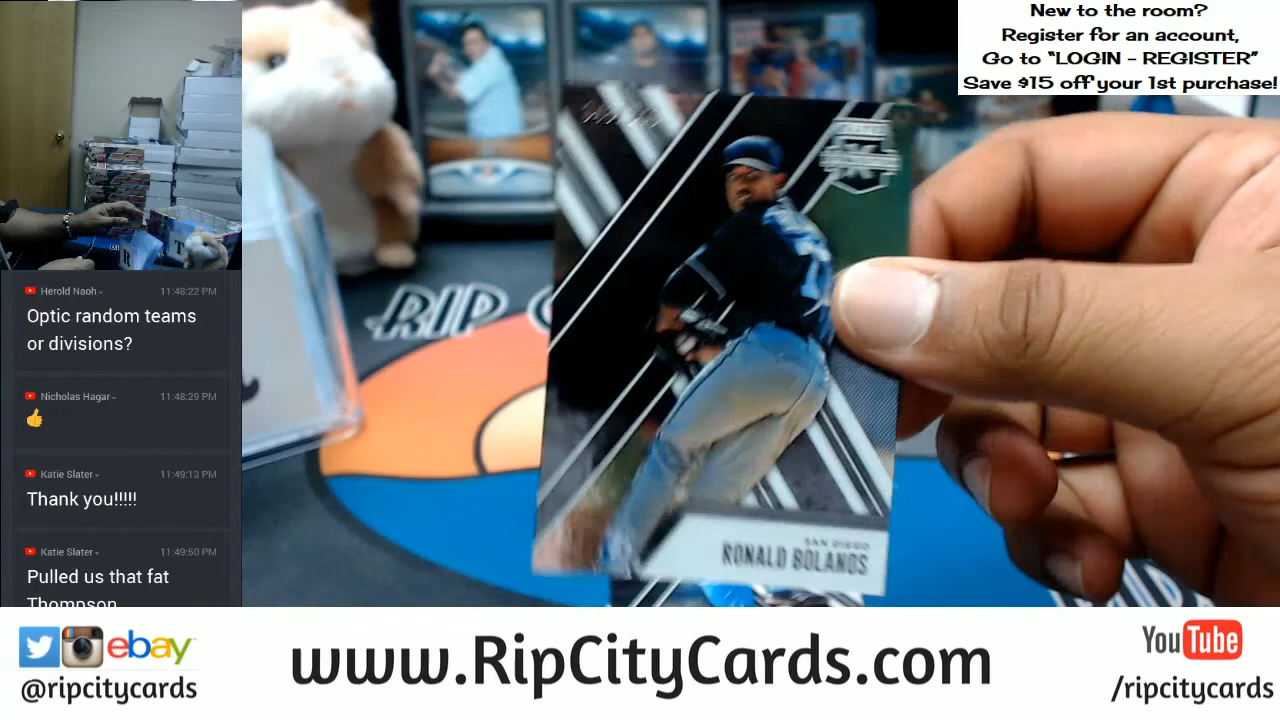 New to the room?
Register for an account,
Go to “LOGIN - REGISTER”
Save $15 off your 1st purchase!
Herold Naoh
11:48:22 PM
Optic random teams
or divisions?
Nicholas Hagar
11:48:29 PM
Katie Slater
11:49:13 PM
Thank you!!!!!
Katie Slater
11:49:50 PM
Pulled us that fat
Thompson
RIP
SAN DIEGO
RONALD BOLANOS
ebay
@ripcitycards
www.RipCityCards.com
YouTube
/ripcitycards